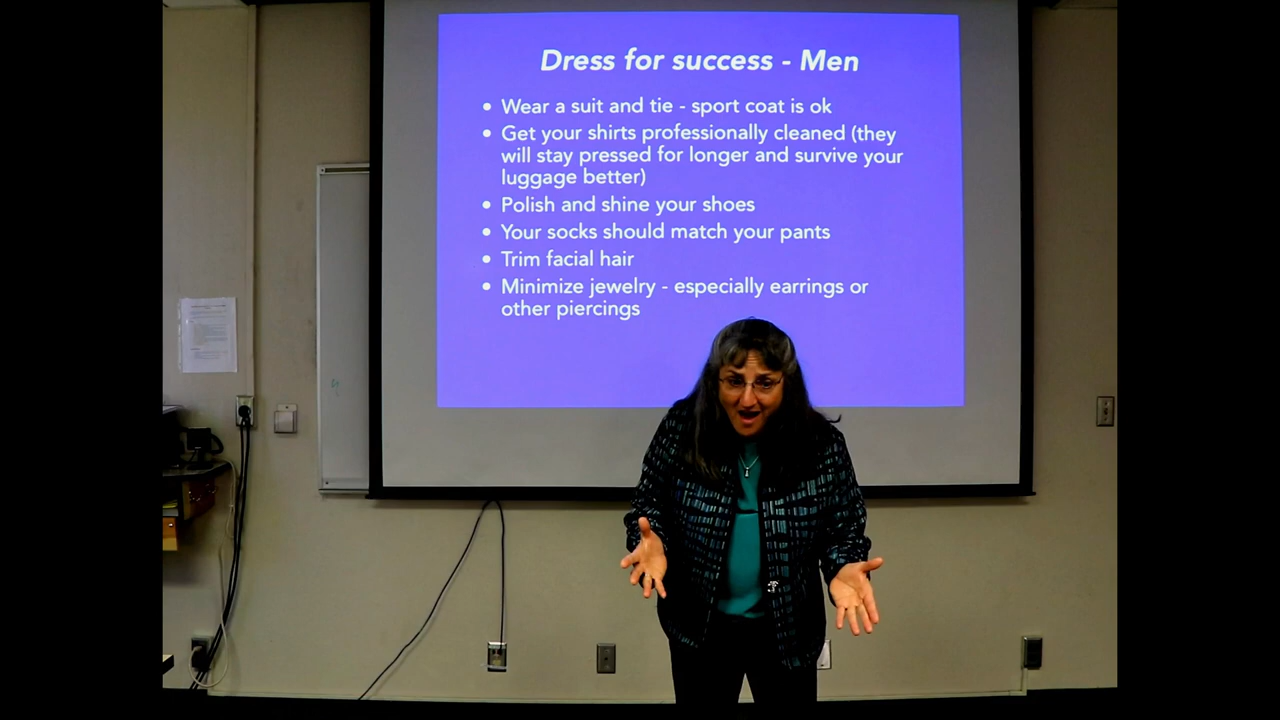 Dress for success - Men
• Wear a suit and tie - sport coat is ok
• Get your shirts professionally cleaned (they
will stay pressed for longer and survive your
luggage better)
• Polish and shine your shoes
• Your socks should match your pants
• Trim facial hair
• Minimize jewelry - especially earrings or
other piercings